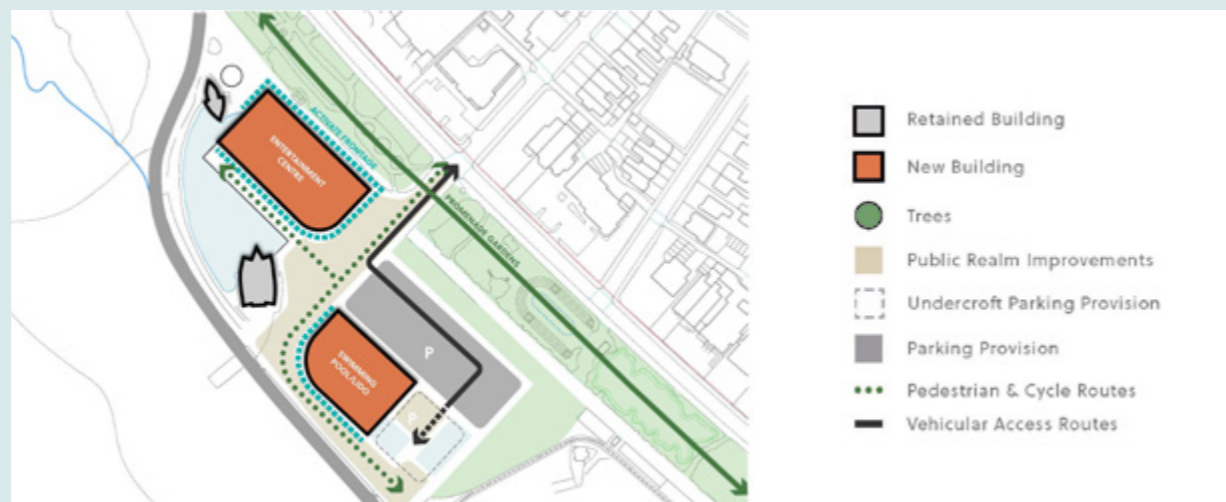 ACTIVATE FRONTAGE
ENTERTAINMENT
CENTRE
PROMENADE GARDENS
P
SWIMMING
POOL/LIDO
P
Retained Building
New Building
Trees
Public Realm Improvements
Undercroft Parking Provision
Parking Provision
Pedestrian & Cycle Routes
Vehicular Access Routes